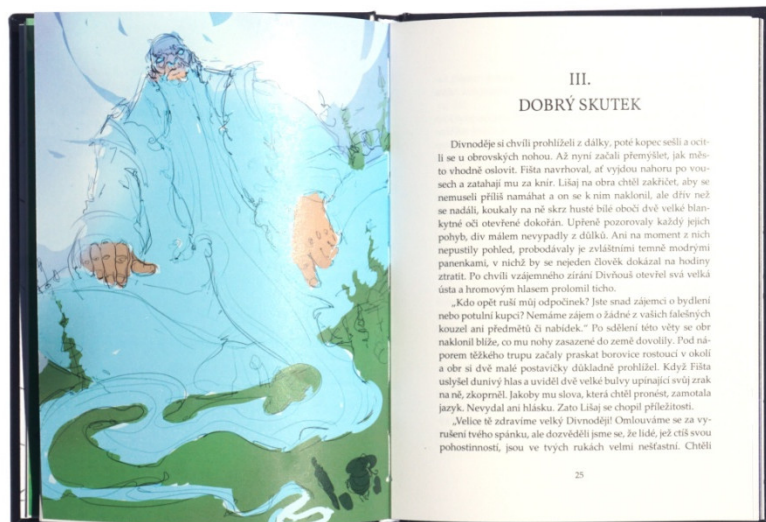 III.
DOBRÝ SKUTEK
Divnoděje si chvíli prohlíželi z dálky, poté kopec sešli a ocit-
li se u obrovských nohou. Až nyní začali přemýšlet, jak měs-
to vhodně oslovit. Fišta navrhoval, ať vyjdou nahoru po vou-
sech a zatahají mu za knír. Lišaj na obra chtěl zakřičet, aby se
nemuseli příliš namáhat a on se k nim naklonil, ale dřív než
se nadáli, koukaly na ně skrz husté bílé obočí dvě velké blan-
kytné oči otevřené dokořán. Upřeně pozorovaly každý jejich
pohyb, div málem nevypadly z důlků. Ani na moment z nich
nepustily pohled, probodávaly je zvláštními temně modrými
panenkami, v nichž by se nejeden člověk dokázal na hodiny
ztratit. Po chvíli vzájemného zírání Divňouš otevřel svá velká
ústa a hromovým hlasem prolomil ticho.
„Kdo opět ruší můj odpočinek? Jste snad zájemci o bydlení
nebo potulní kupci? Nemáme zájem o žádné z vašich falešných
kouzel ani předmětů či nabídek.“ Po sdělení této věty se obr
naklonil blíže, co mu nohy zasazené do země dovolily. Pod ná-
porem těžkého trupu začaly praskat borovice rostoucí v okolí
a obr si dvě malé postavičky důkladně prohlížel. Když Fišta
uslyšel dunivý hlas a uviděl dvě velké bulvy upínající svůj zrak
na ně, zkoprněl. Jakoby mu slova, která chtěl pronést, zamotala
jazyk. Nevydal ani hlásku. Zato Lišaj se chopil příležitosti.
„Velice tě zdravíme velký Divnoději! Omlouváme se za vy-
rušení tvého spánku, ale dozvěděli jsme se, že lidé, jež ctíš svou
pohostinností, jsou ve tvých rukách velmi nešťastní. Chtěli
25